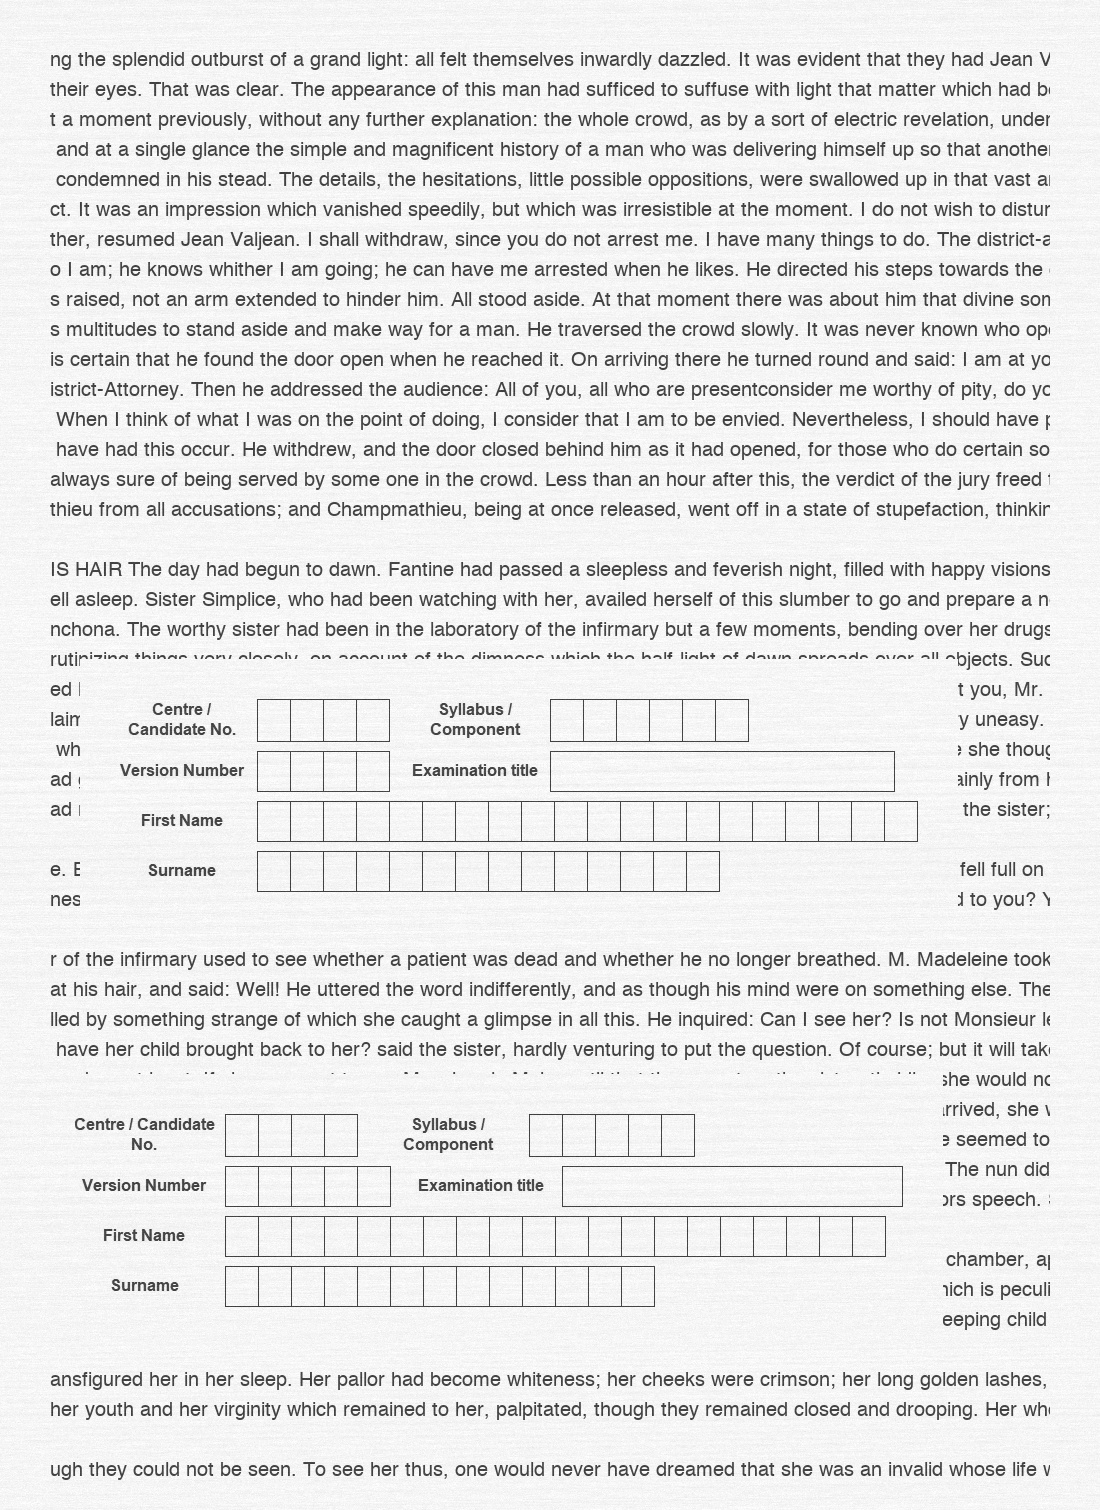 ng the splendid outburst of a grand light: all felt themselves inwardly dazzled. It was evident that they had Jean V
their eyes. That was clear. The appearance of this man had sufficed to suffuse with light that matter which had b
t a moment previously, without any further explanation: the whole crowd, as by a sort of electric revelation, under
and at a single glance the simple and magnificent history of a man who was delivering himself up so that another
condemned in his stead. The details, the hesitations, little possible oppositions, were swallowed up in that vast a
ct. It was an impression which vanished speedily, but which was irresistible at the moment. I do not wish to distur
ther, resumed Jean Valjean. I shall withdraw, since you do not arrest me. I have many things to do. The district-a
o I am; he knows whither I am going; he can have me arrested when he likes. He directed his steps towards the
s raised, not an arm extended to hinder him. All stood aside. At that moment there was about him that divine som
s multitudes to stand aside and make way for a man. He traversed the crowd slowly. It was never known who op
is certain that he found the door open when he reached it. On arriving there he turned round and said: I am at yo
istrict-Attorney. Then he addressed the audience: All of you, all who are presentconsider me worthy of pity, do yo
When I think of what I was on the point of doing, I consider that I am to be envied. Nevertheless, I should have p
have had this occur. He withdrew, and the door closed behind him as it had opened, for those who do certain so
always sure of being served by some one in the crowd. Less than an hour after this, the verdict of the jury freed
thieu from all accusations; and Champmathieu, being at once released, went off in a state of stupefaction, thinkin
IS HAIR The day had begun to dawn. Fantine had passed a sleepless and feverish night, filled with happy visions
ell asleep. Sister Simplice, who had been watching with her, availed herself of this slumber to go and prepare a n
nchona. The worthy sister had been in the laboratory of the infirmary but a few moments, bending over her drugs
rutinizing things very closely, on account of the dimness which the half-light of dawn spreads over all objects. Suc
ed t you, Mr.
laim y uneasy.
wh she thoug
ad ainly from h
ad the sister;
Centre / Candidate No. Syllabus / Component
Version Number Examination title
First Name
Surname
e. E fell full on
nes d to you? Y
r of the infirmary used to see whether a patient was dead and whether he no longer breathed. M. Madeleine took
at his hair, and said: Well! He uttered the word indifferently, and as though his mind were on something else. The
lled by something strange of which she caught a glimpse in all this. He inquired: Can I see her? Is not Monsieur le
have her child brought back to her? said the sister, hardly venturing to put the question. Of course; but it will take
she would no
rrived, she w
e seemed to
The nun did
ors speech.
Centre / Candidate No. Syllabus / Component
Version Number Examination title
First Name
Surname
chamber, ap
hich is peculi
eeping child
ansfigured her in her sleep. Her pallor had become whiteness; her cheeks were crimson; her long golden lashes,
her youth and her virginity which remained to her, palpitated, though they remained closed and drooping. Her who
ugh they could not be seen. To see her thus, one would never have dreamed that she was an invalid whose life w